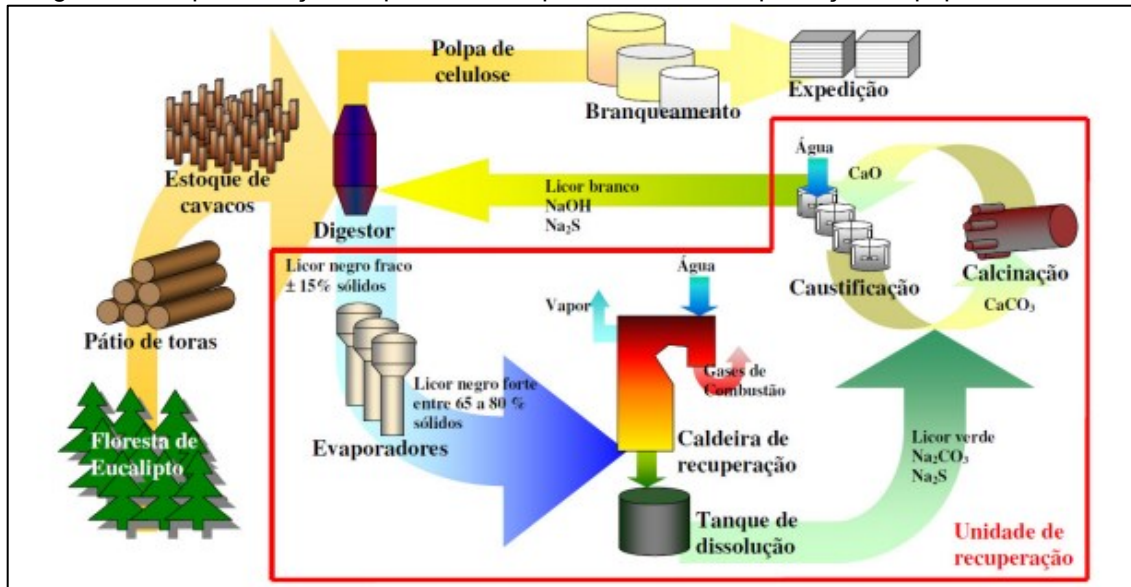 Polpa de
celulose
Branqueamento
Expedição
Estoque de
cavacos
Digestor
Licor branco
NaOH
Na₂S
Água
CaO
Caustificação
Calcinação
CaCO₃
Pátio de toras
Floresta de
Eucalipto
Licor negro fraco
± 15% sólidos
Evaporadores
Licor negro forte
entre 65 a 80 %
sólidos
Vapor
Água
Gases de
Combustão
Caldeira de
recuperação
Tanque de
dissolução
Licor verde
Na₂CO₃
Na₂S
Unidade de
recuperação